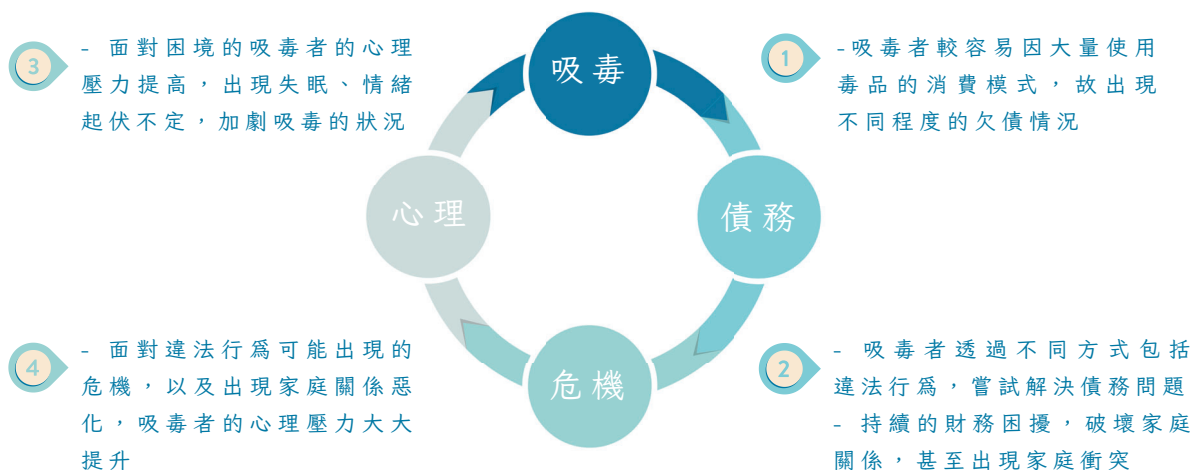 3
- 面對困境的吸毒者的心理
壓力提高，出現失眠、情緒
起伏不定，加劇吸毒的狀況
吸毒
1
-吸毒者較容易因大量使用
毒品的消費模式，故出現
不同程度的欠債情況
心理
債務
4
- 面對違法行爲可能出現的
危機，以及出現家庭關係惡
化，吸毒者的心理壓力大大
提升
危機
2
- 吸毒者透過不同方式包括
違法行爲，嘗試解決債務問題
- 持續的財務困擾，破壞家庭
關係，甚至出現家庭衝突